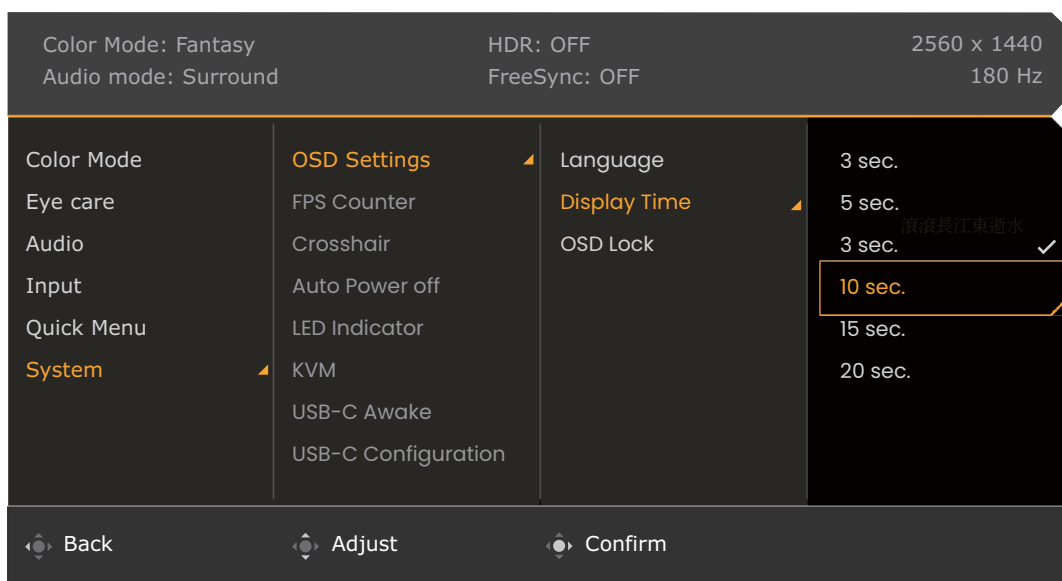 Color Mode: Fantasy
HDR: OFF
2560 x 1440
Audio mode: Surround
FreeSync: OFF
180 Hz
Color Mode
Eye care
Audio
Input
Quick Menu
System
OSD Settings
FPS Counter
Crosshair
Auto Power off
LED Indicator
KVM
USB-C Awake
USB-C Configuration
Language
Display Time
OSD Lock
3 sec.
5 sec.
滾滾長江東逝水
3 sec.
10 sec.
15 sec.
20 sec.
Back
Adjust
Confirm